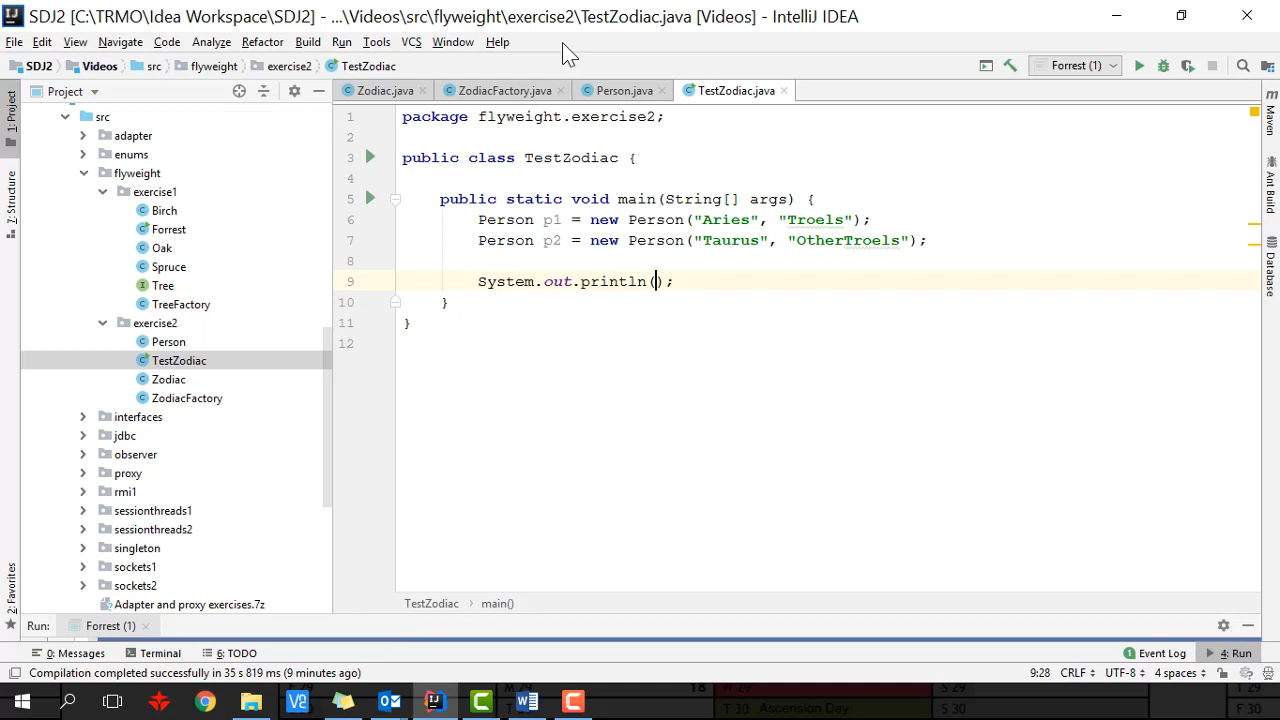 SDJ2 [C:\TRMO\Idea Workspace\SDJ2] - ...\Videos\src\flyweight\exercise2\TestZodiac.java [Videos] - IntelliJ IDEA
File Edit View Navigate Code Analyze Refactor Build Run Tools VCS Window Help
SDJ2 Videos src flyweight exercise2 TestZodiac Forrest (1)
Project Zodiac.java ZodiacFactory.java Person.java TestZodiac.java
1: Project
Z: Structure
2: Favorites
src
adapter
enums
flyweight
exercise1
Birch
Forrest
Oak
Spruce
Tree
TreeFactory
exercise2
Person
TestZodiac
Zodiac
ZodiacFactory
interfaces
jdbc
observer
proxy
rmi1
sessionthreads1
sessionthreads2
singleton
sockets1
sockets2
Adapter and proxy exercises.7z
1 package flyweight.exercise2;
2
3 public class TestZodiac {
4
5 public static void main(String[] args) {
6 Person p1 = new Person("Aries", "Troels");
7 Person p2 = new Person("Taurus", "OtherTroels");
8
9 System.out.println();
10 }
11 }
12
TestZodiac main()
m Maven
Ant Build
Database
Run: Forrest (1)
0: Messages Terminal 6: TODO 1 Event Log 4: Run
Compilation completed successfully in 35 s 819 ms (9 minutes ago) 9:28 CRLF UTF-8 4 spaces
18
S 29
T 30 Ascension Day
S 30